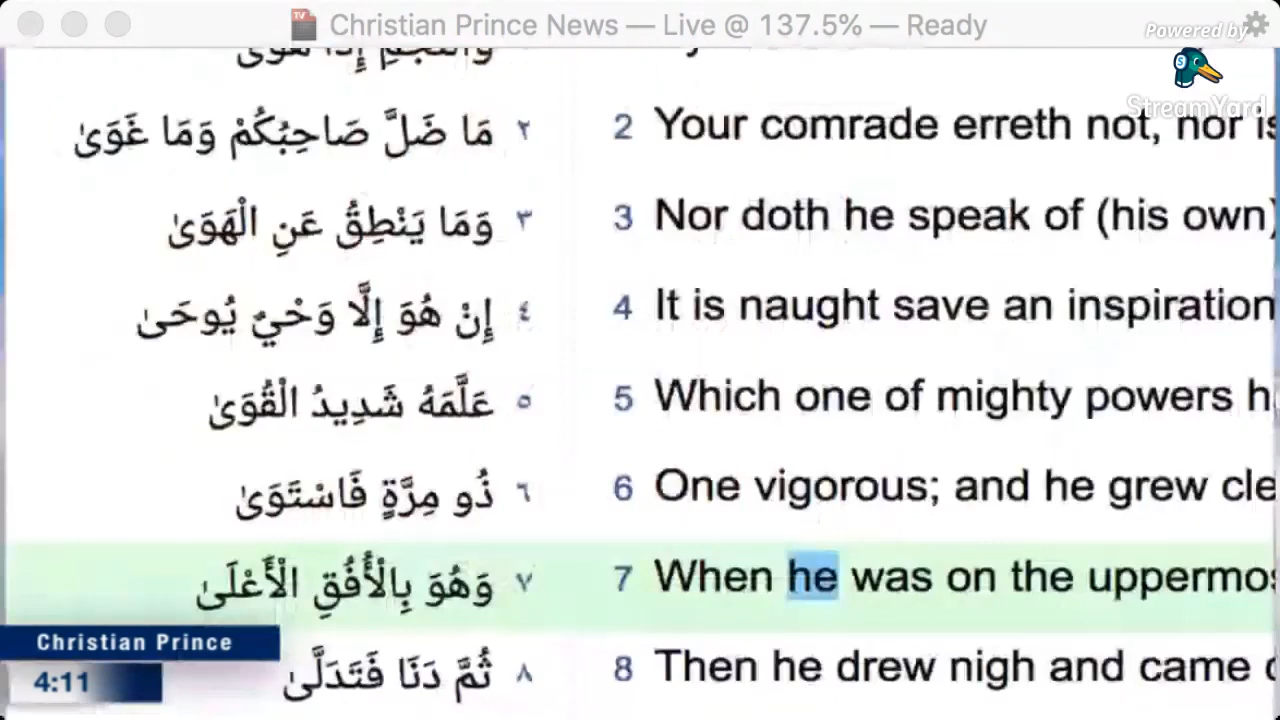 Christian Prince News — Live @ 137.5% — Ready
Powered by
StreamYard
مَا ضَلَّ صَاحِبُكُمْ وَمَا غَوَىٰ ٢
2 Your comrade erreth not, nor is
وَمَا يَنْطِقُ عَنِ الْهَوَىٰ ٣
3 Nor doth he speak of (his own)
إِنْ هُوَ إِلَّا وَحْيٌ يُوحَىٰ ٤
4 It is naught save an inspiration
عَلَّمَهُ شَدِيدُ الْقُوَىٰ ٥
5 Which one of mighty powers
ذُو مِرَّةٍ فَاسْتَوَىٰ ٦
6 One vigorous; and he grew
وَهُوَ بِالْأُفُقِ الْأَعْلَىٰ ٧
7 When he was on the
ثُمَّ دَنَا فَتَدَلَّىٰ ٨
8 Then he drew nigh and came
Christian Prince
4:11